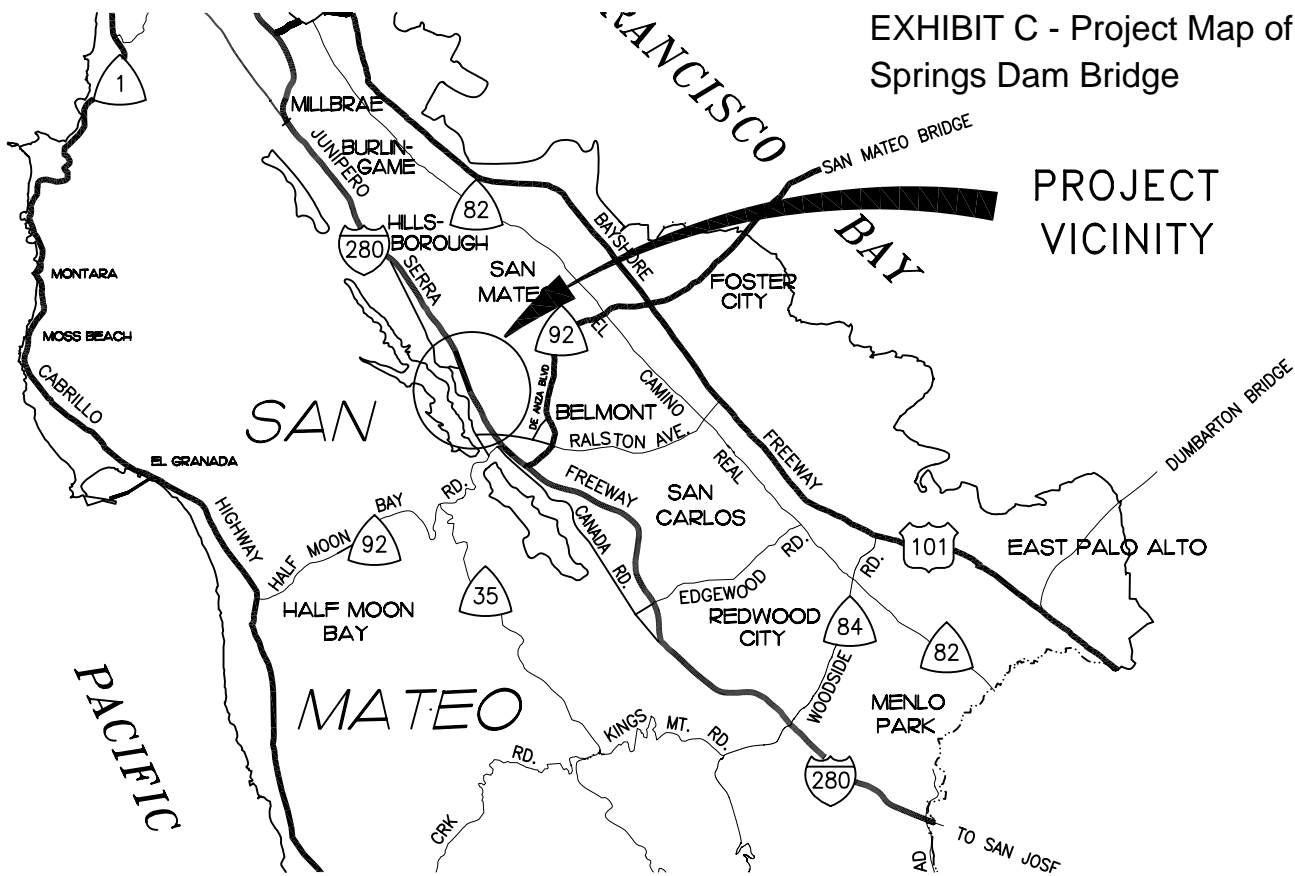 EXHIBIT C - Project Map of
Springs Dam Bridge
RANCISCO
BAY
PROJECT
VICINITY
SAN MATEO BRIDGE
1
MILLBRAE
JUNIPERO
BURLIN-
GAME
82
HILLS-
BOROUGH
280
SERRA
SAN
MATEO
BAYSHORE
FOSTER
CITY
MONTARA
MOSS BEACH
92
EL
CABRILLO
DE ANZA BLVD
CAMINO
BELMONT
RALSTON AVE.
SAN
REAL
FREEWAY
DUMBARTON BRIDGE
EL GRANADA
HIGHWAY
HALF MOON BAY RD.
92
FREEWAY
SAN
CARLOS
CANADA RD.
101
EAST PALO ALTO
35
EDGEWOOD RD.
RD.
HALF MOON
BAY
REDWOOD
CITY
84
82
WOODSIDE
PACIFIC
MATEO
MENLO
PARK
KINGS MT. RD.
RD.
280
CRK
TO SAN JOSE
AD